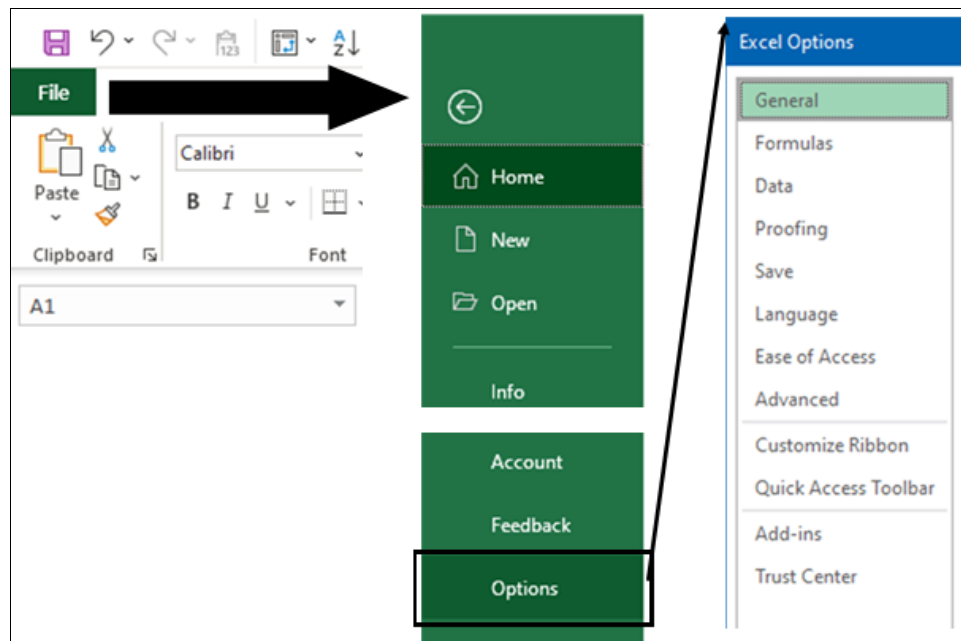 123
A
Z
File
Calibri
Paste
B I U
Clipboard
Font
A1
Home
New
Open
Info
Account
Feedback
Options
Excel Options
General
Formulas
Data
Proofing
Save
Language
Ease of Access
Advanced
Customize Ribbon
Quick Access Toolbar
Add-ins
Trust Center